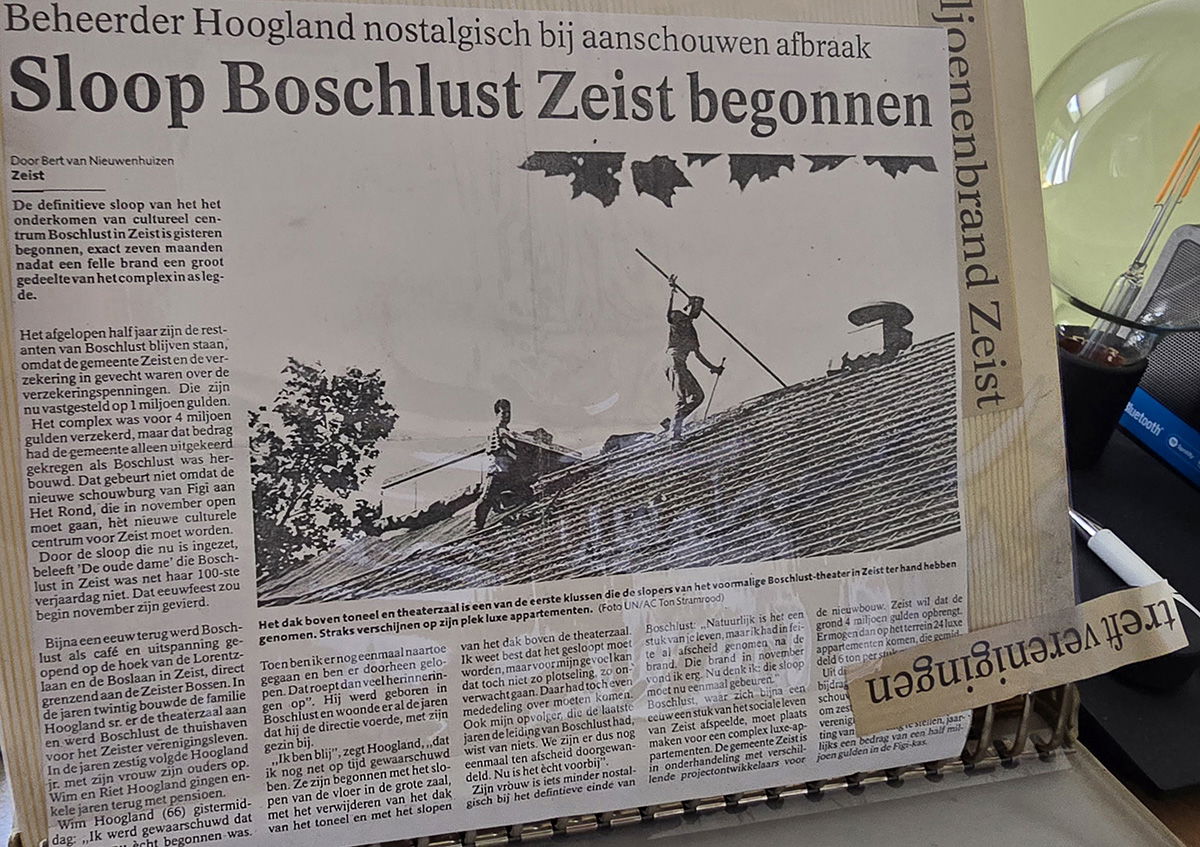 Beheerder Hoogland nostalgisch bij aanschouwen afbraak
Sloop Boschlust Zeist begonnen
Door Bert van Nieuwenhuizen
Zeist
De definitieve sloop van het het
onderkomen van cultureel cen-
trum Boschlust in Zeist is gisteren
begonnen, exact zeven maanden
nadat een felle brand een groot
gedeelte van het complex in as leg-
de.
Het afgelopen half jaar zijn de rest-
anten van Boschlust blijven staan,
omdat de gemeente Zeist en de ver-
zekering in gevecht waren over de
verzekeringspenningen. Die zijn
nu vastgesteld op 1 miljoen gulden.
Het complex was voor 4 miljoen
gulden verzekerd, maar dat bedrag
had de gemeente alleen uitgekeerd
gekregen als Boschlust was her-
bouwd. Dat gebeurt niet omdat de
nieuwe schouwburg van Figi aan
Het Rond, die in november open
moet gaan, hèt nieuwe culturele
centrum voor Zeist moet worden.
Door de sloop die nu is ingezet,
beleeft 'De oude dame' die Bosch-
lust in Zeist was net haar 100-ste
verjaardag niet. Dat eeuwfeest zou
begin november zijn gevierd.
Bijna een eeuw terug werd Bosch-
lust als café en uitspanning ge-
opend op de hoek van de Lorentz-
laan en de Boslaan in Zeist, direct
grenzend aan de Zeister Bossen. In
de jaren twintig bouwde de familie
Hoogland sr. er de theaterzaal aan
en werd Boschlust de thuishaven
voor het Zeister verenigingsleven.
In de jaren zestig volgde Hoogland
jr. met zijn vrouw zijn ouders op.
Wim en Riet Hoogland gingen en-
kele jaren terug met pensioen.
Wim Hoogland (66) gistermid-
dag: „Ik werd gewaarschuwd dat
ècht begonnen was.
Het dak boven toneel en theaterzaal is een van de eerste klussen die de slopers van het voormalige Boschlust-theater in Zeist ter hand hebben
genomen. Straks verschijnen op zijn plek luxe appartementen. (Foto UN/AC Ton Stramrood)
Toen ben ik er nog eenmaal naartoe
gegaan en ben er doorheen gelo-
pen. Dat roept dan veel herinnerin-
gen op”. Hij werd geboren in
Boschlust en woonde er al de jaren
dat hij de directie voerde, met zijn
gezin bij.
„Ik ben blij”, zegt Hoogland, „dat
ik nog net op tijd gewaarschuwd
ben. Ze zijn begonnen met het slo-
pen van de vloer in de grote zaal,
met het verwijderen van het dak
van het toneel en met het slopen
van het dak boven de theaterzaal.
Ik weet best dat het gesloopt moet
worden, maar voor mijn gevoel kan
dat toch niet zo plotseling, zo on-
verwacht gaan. Daar had toch even
mededeling over moeten komen.
Ook mijn opvolger, die de laatste
jaren de leiding van Boschlust had,
wist van niets. We zijn er dus nog
eenmaal ten afscheid doorgewan-
deld. Nu is het ècht voorbij”.
Zijn vrouw is iets minder nostal-
gisch bij het defintieve einde van
Boschlust: „Natuurlijk is het een
stuk van je leven, maar ik had in fei-
te al afscheid genomen na de
brand. Die brand in november
vond ik erg. Nu denk ik: die sloop
moet nu eenmaal gebeuren.”
Boschlust, waar zich bijna een
eeuw een stuk van het sociale leven
van Zeist afspeelde, moet plaats
maken voor een complex luxe-ap-
partementen. De gemeente Zeist is
in onderhandeling met verschil-
lende projectontwikkelaars voor
de nieuwbouw. Zeist wil dat de
grond 4 miljoen gulden opbrengt.
Er mogen dan op het terrein 24 luxe
appartementen komen, die gemid-
deld 6 ton per stuk
Uit di
bijdrag
schou
om zes
verenig
te stellen, jaar-
lijks een bedrag van een half mil-
joen gulden in de Figi-kas.
ljoenenbrand Zeist
treft verenigingen
Bluetooth